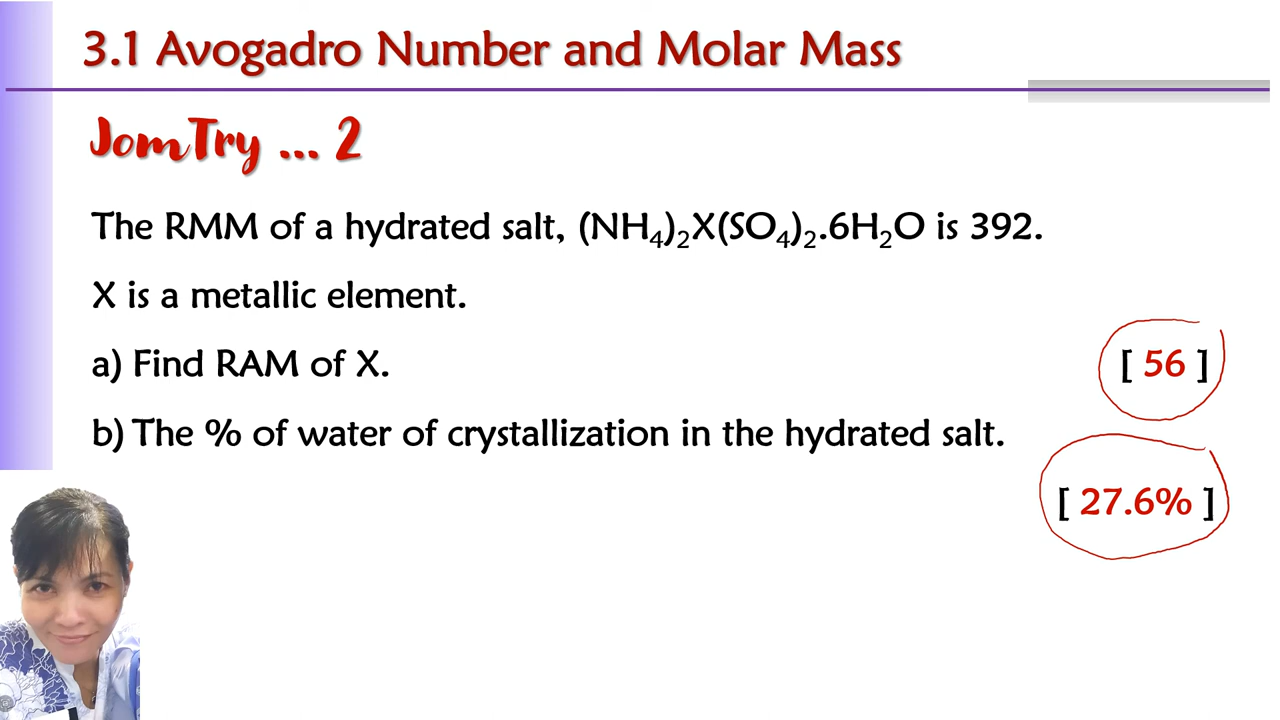 3.1 Avogadro Number and Molar Mass
JomTry ... 2
The RMM of a hydrated salt, (NH₄)₂X(SO₄)₂.6H₂O is 392.
X is a metallic element.
a) Find RAM of X.
[ 56 ]
b) The % of water of crystallization in the hydrated salt.
[ 27.6% ]